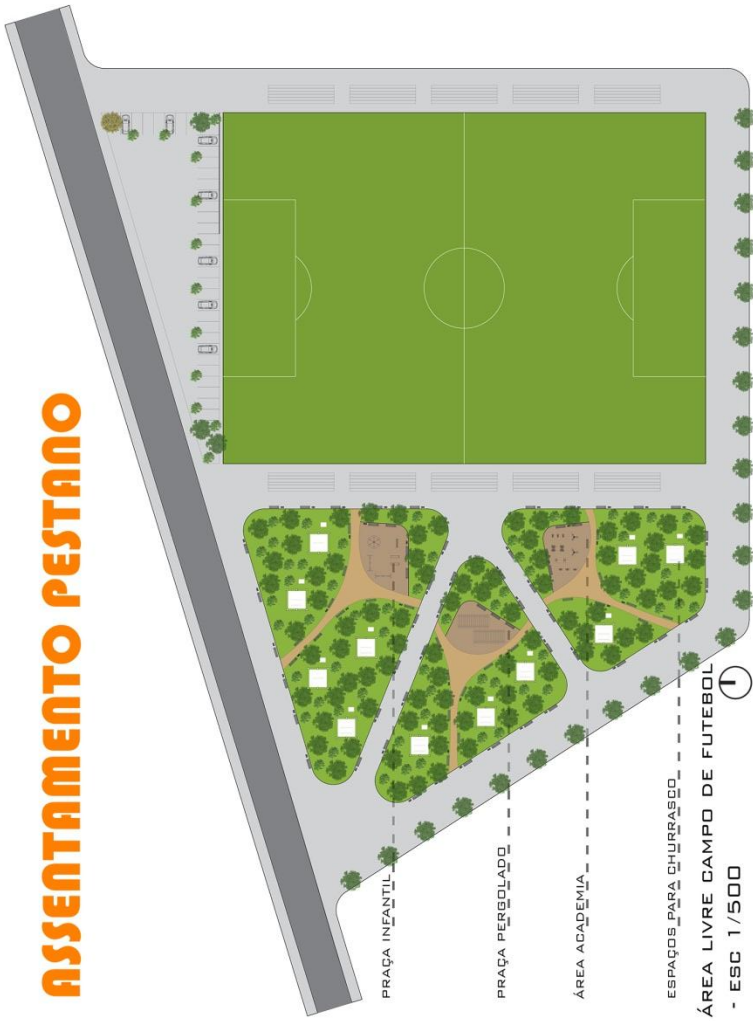 ASSENTAMENTO PESTANO
PRAÇA INFANTIL
PRAÇA PERGOLADO
ÁREA ACADEMIA
ESPAÇOS PARA CHURRASCO
ÁREA LIVRE CAMPO DE FUTEBOL
- ESC 1/500